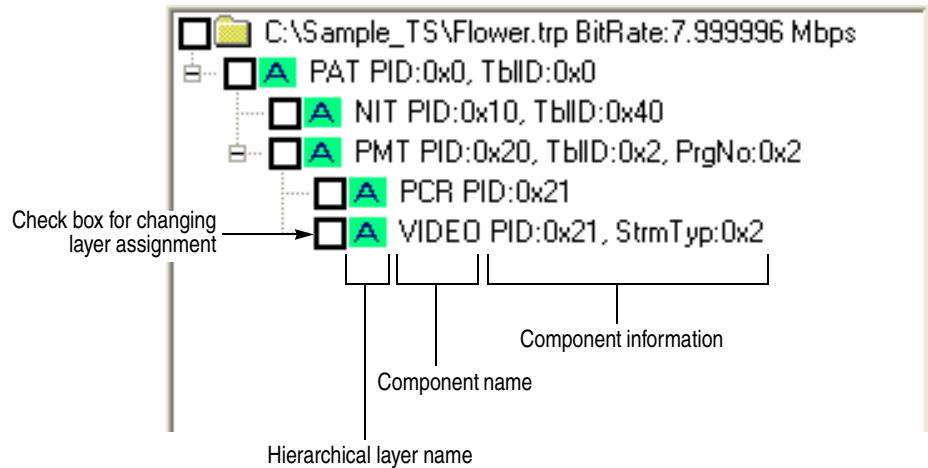 C:\Sample_TS\Flower.trp BitRate:7.999996 Mbps
A PAT PID:0x0, TblID:0x0
A NIT PID:0x10, TblID:0x40
A PMT PID:0x20, TblID:0x2, PrgNo:0x2
A PCR PID:0x21
Check box for changing
layer assignment
A VIDEO PID:0x21, StrmTyp:0x2
Component information
Component name
Hierarchical layer name